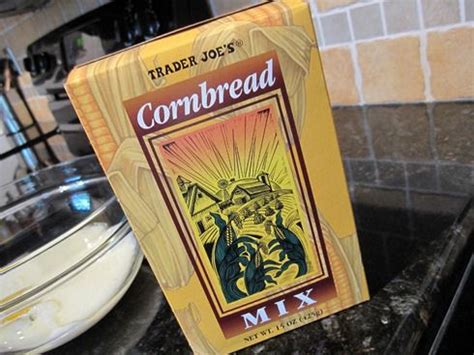 TRADER JOE'S®
Cornbread
MIX
NET WT. 15 OZ (425g)